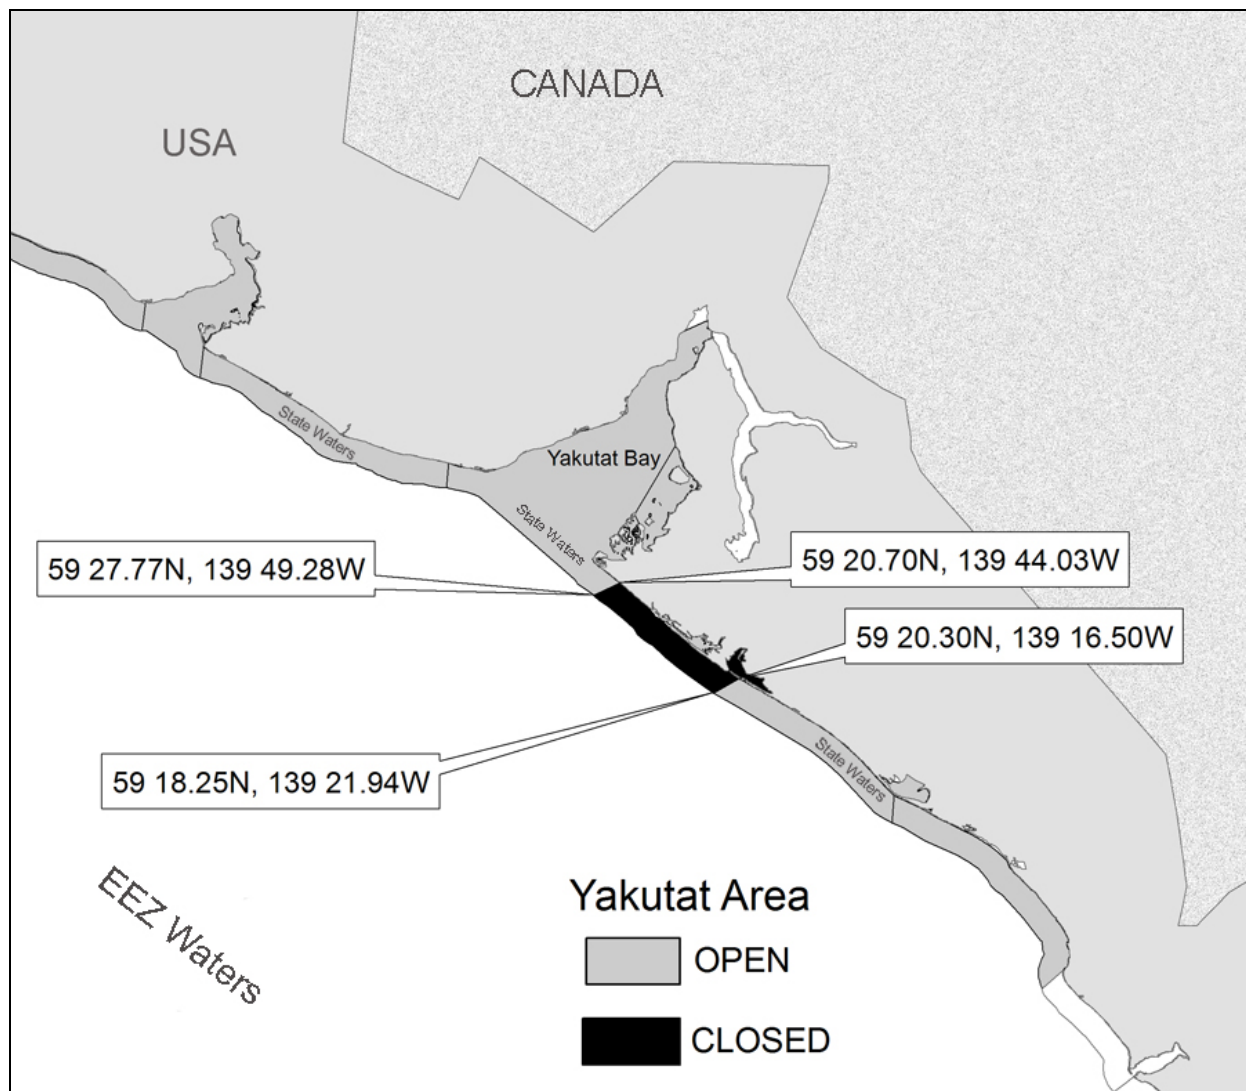 CANADA
USA
State Waters
Yakutat Bay
State Waters
59 27.77N, 139 49.28W
59 20.70N, 139 44.03W
59 20.30N, 139 16.50W
59 18.25N, 139 21.94W
State Waters
EEZ Waters
Yakutat Area
OPEN
CLOSED